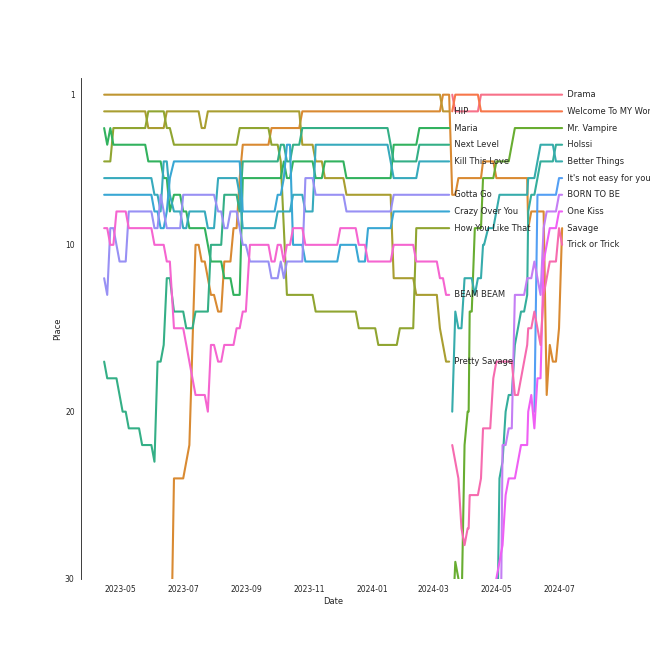 1
10
20
30
Place
2023-05
2023-07
2023-09
2023-11
2024-01
2024-03
2024-05
2024-07
Date
HIP
Maria
Next Level
Kill This Love
Gotta Go
Crazy Over You
How You Like That
BEAM BEAM
Pretty Savage
Drama
Welcome To MY Wor
Mr. Vampire
Holssi
Better Things
It's not easy for you
BORN TO BE
One Kiss
Savage
Trick or Trick